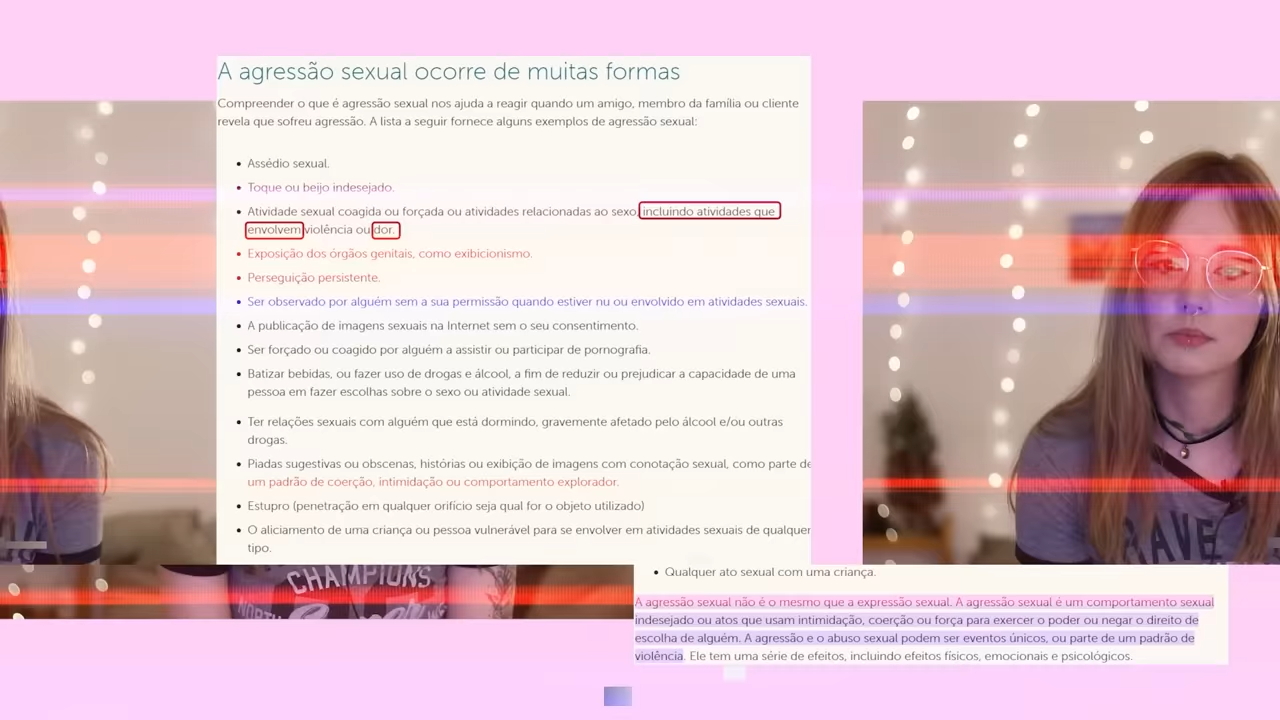 A agressão sexual ocorre de muitas formas
Compreender o que é agressão sexual nos ajuda a reagir quando um amigo, membro da família ou cliente
revela que sofreu agressão. A lista a seguir fornece alguns exemplos de agressão sexual:
• Assédio sexual.
• Toque ou beijo indesejado.
• Atividade sexual coagida ou forçada ou atividades relacionadas ao sexo, incluindo atividades que
envolvem violência ou dor.
• Exposição dos órgãos genitais, como exibicionismo.
• Perseguição persistente.
• Ser observado por alguém sem a sua permissão quando estiver nu ou envolvido em atividades sexuais.
• A publicação de imagens sexuais na Internet sem o seu consentimento.
• Ser forçado ou coagido por alguém a assistir ou participar de pornografia.
• Batizar bebidas, ou fazer uso de drogas e álcool, a fim de reduzir ou prejudicar a capacidade de uma
pessoa em fazer escolhas sobre o sexo ou atividade sexual.
• Ter relações sexuais com alguém que está dormindo, gravemente afetado pelo álcool e/ou outras
drogas.
• Piadas sugestivas ou obscenas, histórias ou exibição de imagens com conotação sexual, como parte de
um padrão de coerção, intimidação ou comportamento explorador.
• Estupro (penetração em qualquer orifício seja qual for o objeto utilizado)
• O aliciamento de uma criança ou pessoa vulnerável para se envolver em atividades sexuais de qualquer
tipo.
• Qualquer ato sexual com uma criança.
A agressão sexual não é o mesmo que a expressão sexual. A agressão sexual é um comportamento sexual
indesejado ou atos que usam intimidação, coerção ou força para exercer o poder ou negar o direito de
escolha de alguém. A agressão e o abuso sexual podem ser eventos únicos, ou parte de um padrão de
violência. Ele tem uma série de efeitos, incluindo efeitos físicos, emocionais e psicológicos.
CHAMPIONS
NORTH